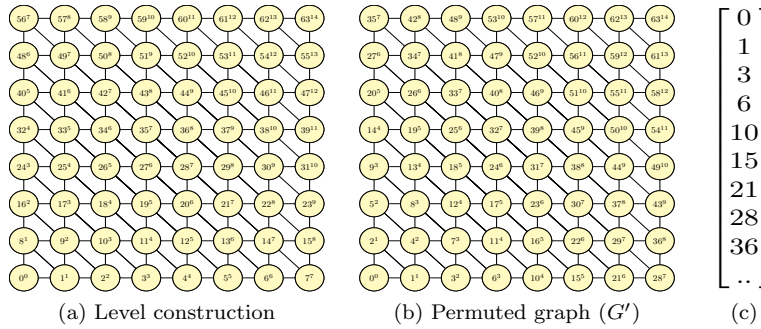 56⁷ 57⁸ 58⁹ 59¹⁰ 60¹¹ 61¹² 62¹³ 63¹⁴
48⁶ 49⁷ 50⁸ 51⁹ 52¹⁰ 53¹¹ 54¹² 55¹³
40⁵ 41⁶ 42⁷ 43⁸ 44⁹ 45¹⁰ 46¹¹ 47¹²
32⁴ 33⁵ 34⁶ 35⁷ 36⁸ 37⁹ 38¹⁰ 39¹¹
24³ 25⁴ 26⁵ 27⁶ 28⁷ 29⁸ 30⁹ 31¹⁰
16² 17³ 18⁴ 19⁵ 20⁶ 21⁷ 22⁸ 23⁹
8¹ 9² 10³ 11⁴ 12⁵ 13⁶ 14⁷ 15⁸
0⁰ 1¹ 2² 3³ 4⁴ 5⁵ 6⁶ 7⁷
(a) Level construction
35⁷ 42⁸ 48⁹ 53¹⁰ 57¹¹ 60¹² 62¹³ 63¹⁴
27⁶ 34⁷ 41⁸ 47⁹ 52¹⁰ 56¹¹ 59¹² 61¹³
20⁵ 26⁶ 33⁷ 40⁸ 46⁹ 51¹⁰ 55¹¹ 58¹²
14⁴ 19⁵ 25⁶ 32⁷ 39⁸ 45⁹ 50¹⁰ 54¹¹
9³ 13⁴ 18⁵ 24⁶ 31⁷ 38⁸ 44⁹ 49¹⁰
5² 8³ 12⁴ 17⁵ 23⁶ 30⁷ 37⁸ 43⁹
2¹ 4² 7³ 11⁴ 16⁵ 22⁶ 29⁷ 36⁸
0⁰ 1¹ 3² 6³ 10⁴ 15⁵ 21⁶ 28⁷
(b) Permuted graph (G′)
0
1
3
6
10
15
21
28
36
..
(c)